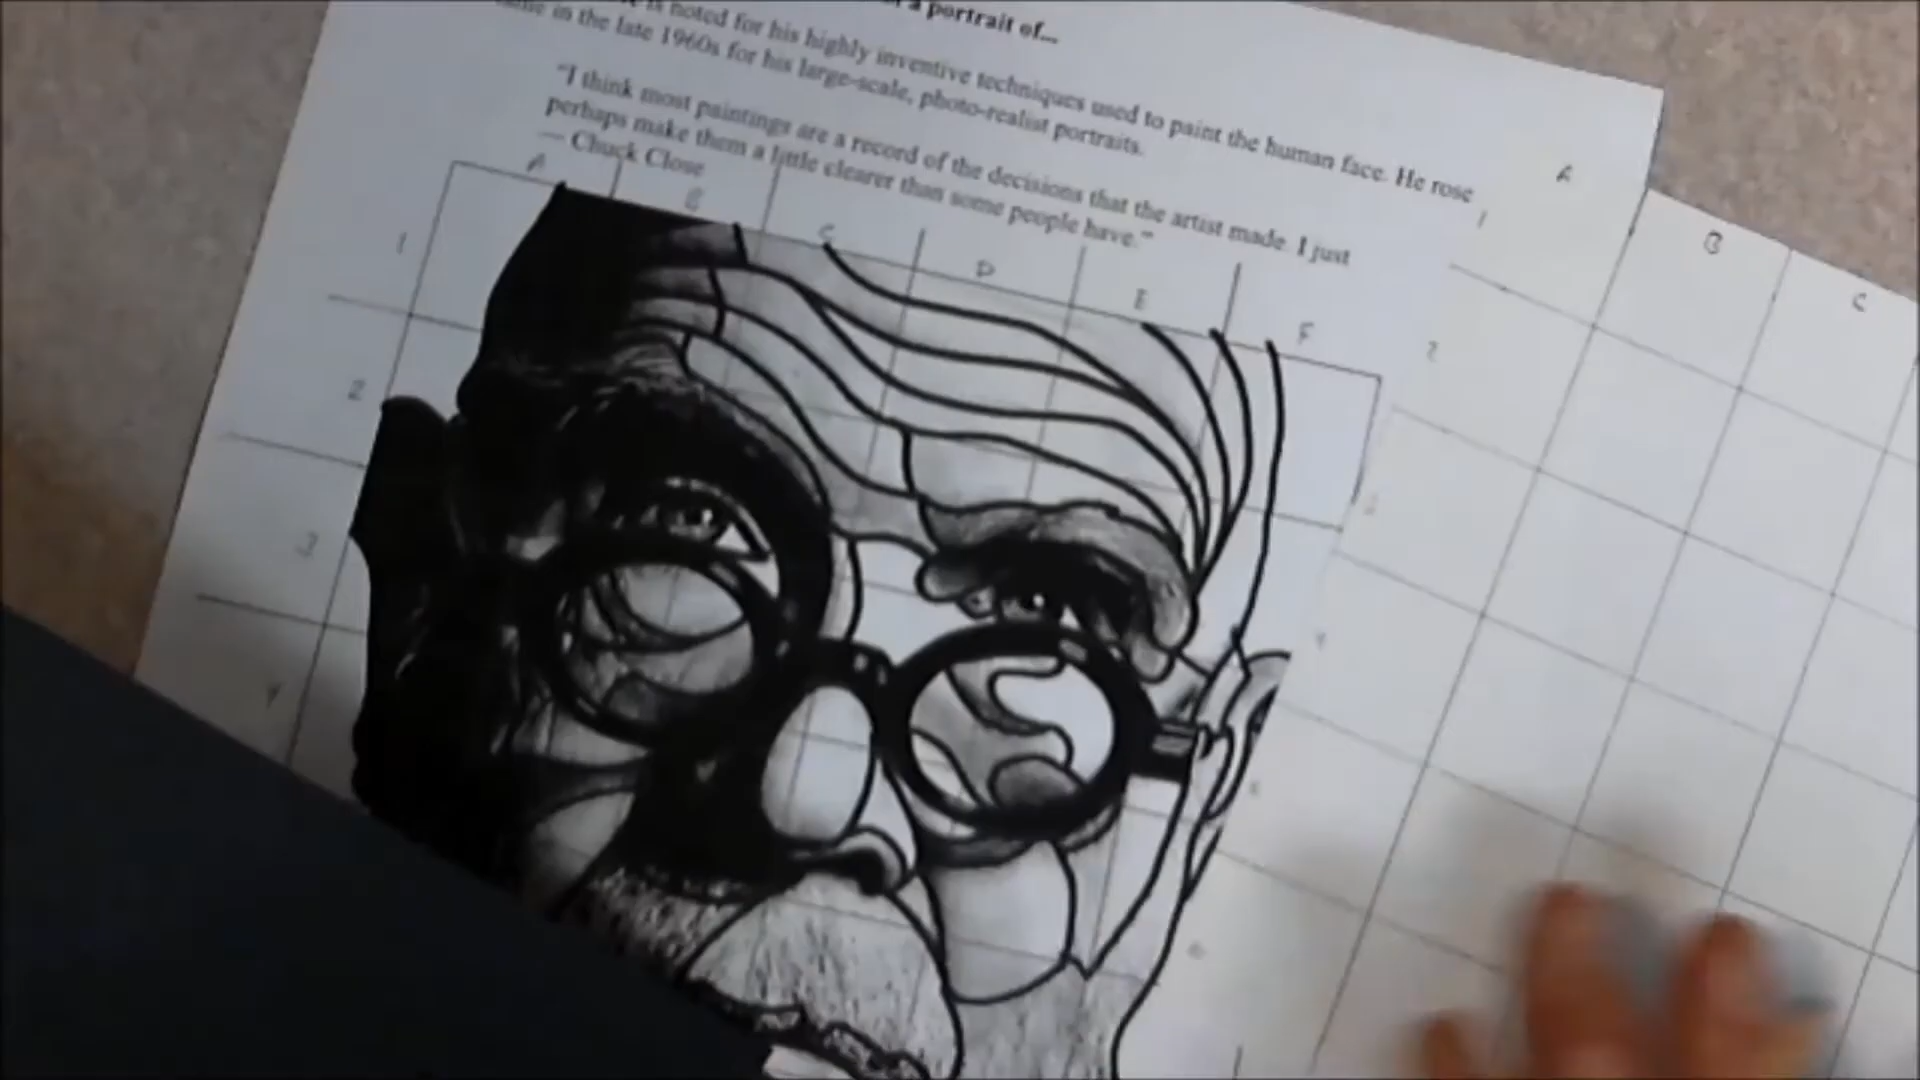 a portrait of...
is noted for his highly inventive techniques used to paint the human face. He rose
in the late 1960s for his large-scale, photo-realist portraits.
"I think most paintings are a record of the decisions that the artist made. I just
perhaps make them a little clearer than some people have."
— Chuck Close
A B C D E F
1
2
3
4
A B C
1
2
3
4